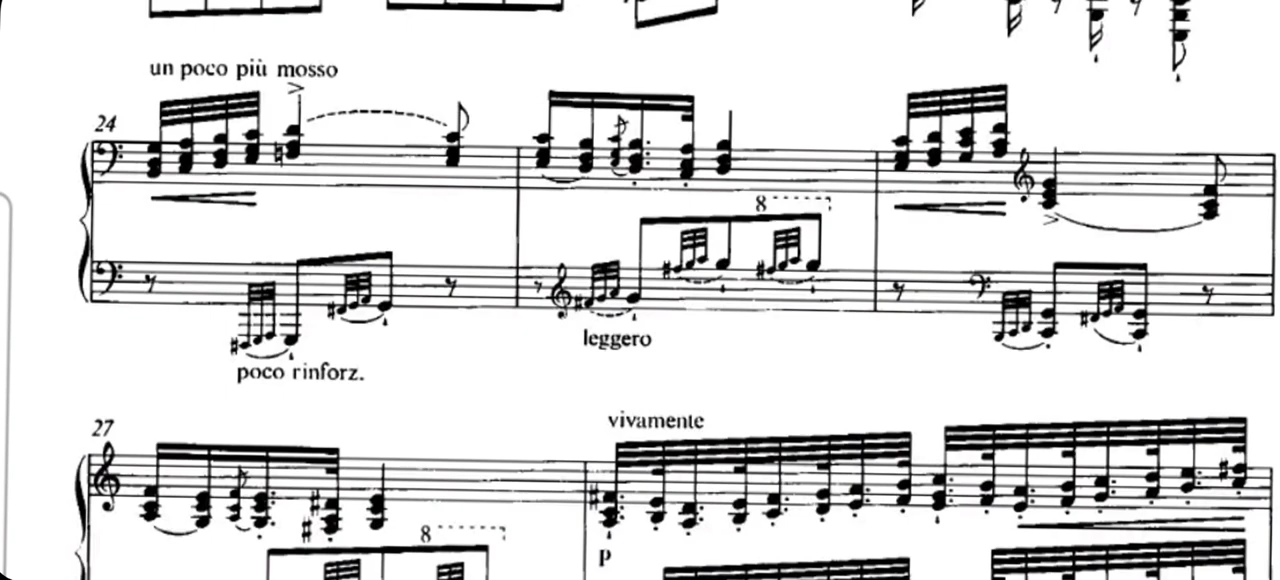 un poco più mosso
24
8
leggero
poco rinforz.
27
vivamente
8
p